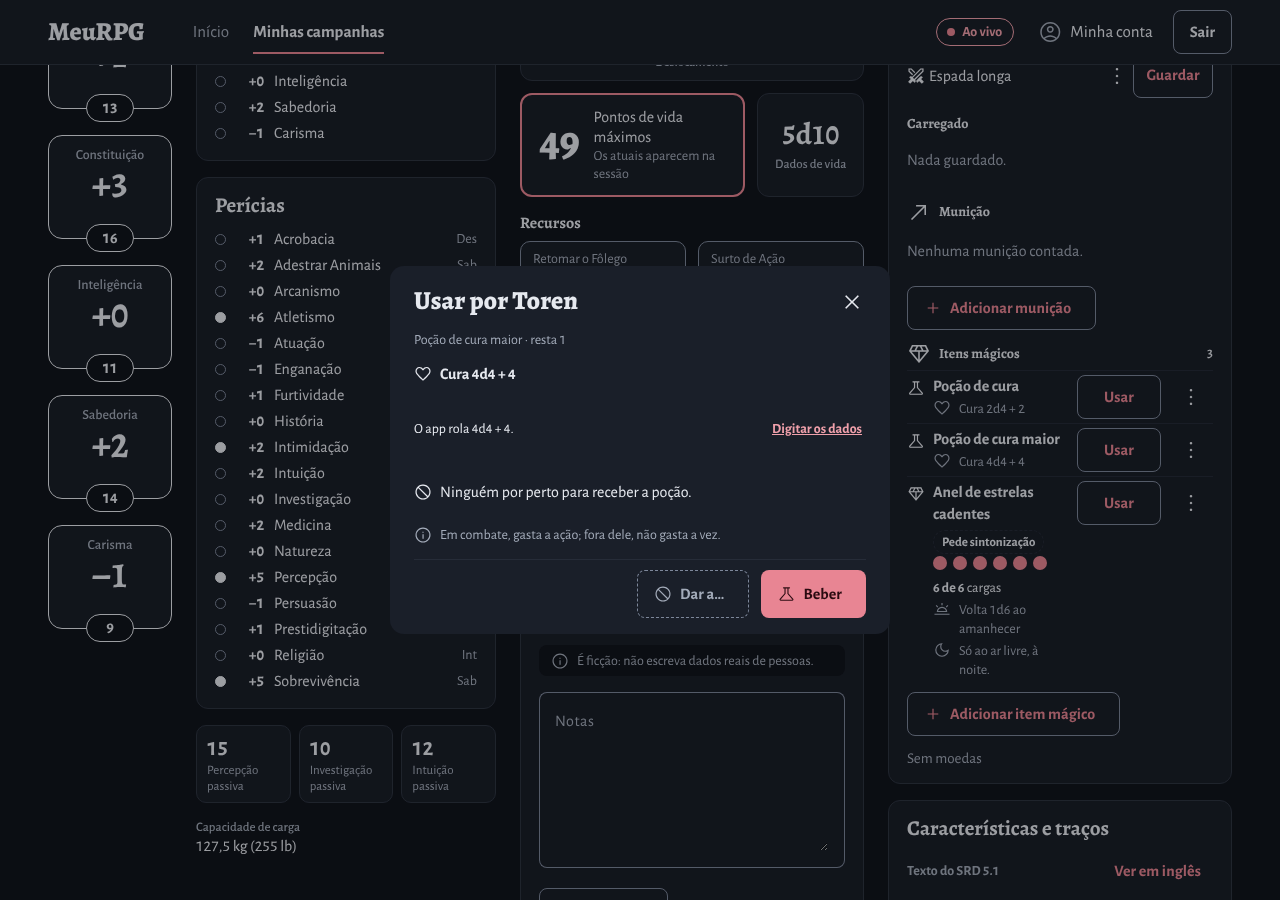 MeuRPG
Início
Minhas campanhas
Ao vivo
Minha conta
Sair
13
Constituição
+3
16
Inteligência
+0
11
Sabedoria
+2
14
Carisma
−1
9
+0 Inteligência
+2 Sabedoria
−1 Carisma
Perícias
+1 Acrobacia Des
+2 Adestrar Animais Sab
+0 Arcanismo
+6 Atletismo
−1 Atuação
−1 Enganação
+1 Furtividade
+0 História
+2 Intimidação
+2 Intuição
+0 Investigação
+2 Medicina
+0 Natureza
+5 Percepção
−1 Persuasão
+1 Prestidigitação
+0 Religião Int
+5 Sobrevivência Sab
15
Percepção
passiva
10
Investigação
passiva
12
Intuição
passiva
Capacidade de carga
127,5 kg (255 lb)
49
Pontos de vida
máximos
Os atuais aparecem na
sessão
5d10
Dados de vida
Recursos
Retomar o Fôlego
Surto de Ação
Usar por Toren
Poção de cura maior · resta 1
Cura 4d4 + 4
O app rola 4d4 + 4.
Digitar os dados
Ninguém por perto para receber a poção.
Em combate, gasta a ação; fora dele, não gasta a vez.
Dar a...
Beber
É ficção: não escreva dados reais de pessoas.
Notas
Espada longa
Guardar
Carregado
Nada guardado.
Munição
Nenhuma munição contada.
Adicionar munição
Itens mágicos 3
Poção de cura
Cura 2d4 + 2
Usar
Poção de cura maior
Cura 4d4 + 4
Usar
Anel de estrelas
cadentes
Usar
Pede sintonização
6 de 6 cargas
Volta 1d6 ao
amanhecer
Só ao ar livre, à
noite.
Adicionar item mágico
Sem moedas
Características e traços
Texto do SRD 5.1
Ver em inglês